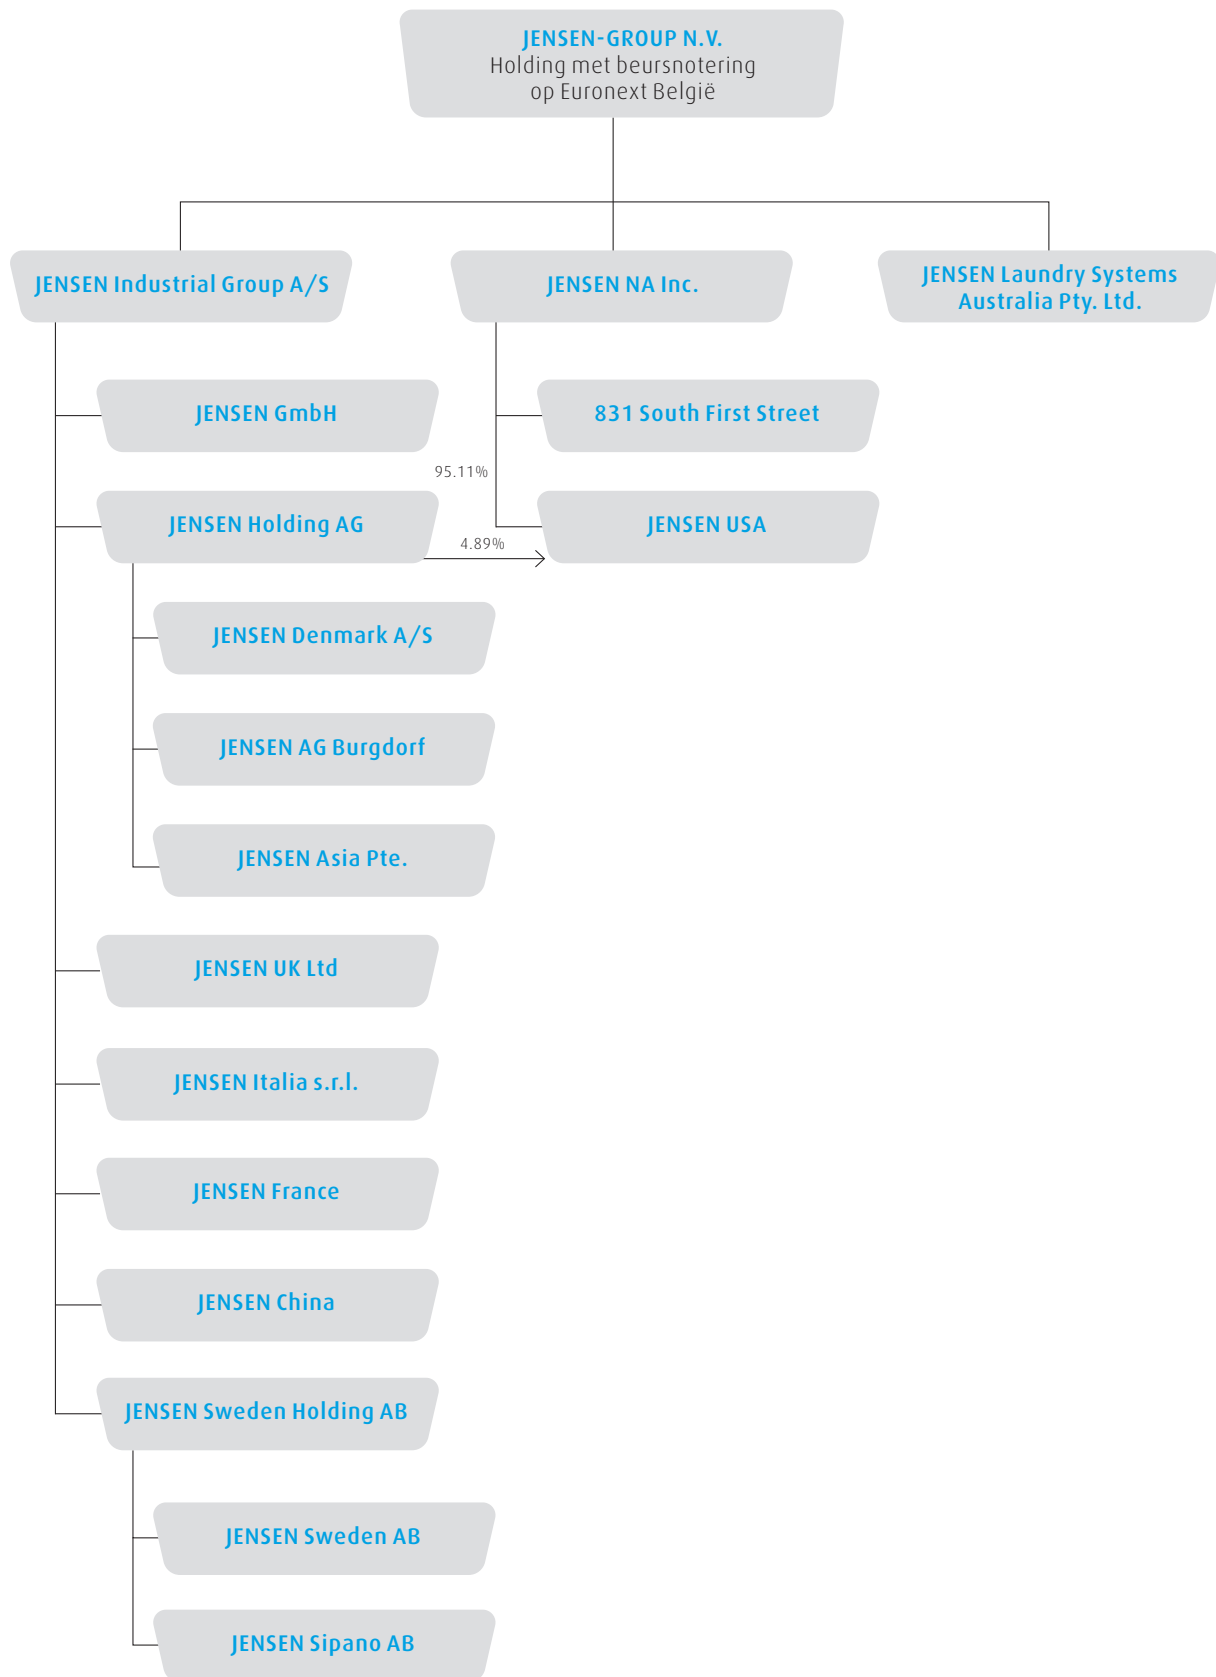 JENSEN-GROUP N.V.
Holding met beursnotering
op Euronext België
JENSEN Industrial Group A/S
JENSEN NA Inc.
JENSEN Laundry Systems
Australia Pty. Ltd.
JENSEN GmbH
831 South First Street
95.11%
JENSEN Holding AG
JENSEN USA
4.89%
JENSEN Denmark A/S
JENSEN AG Burgdorf
JENSEN Asia Pte.
JENSEN UK Ltd
JENSEN Italia s.r.l.
JENSEN France
JENSEN China
JENSEN Sweden Holding AB
JENSEN Sweden AB
JENSEN Sipano AB